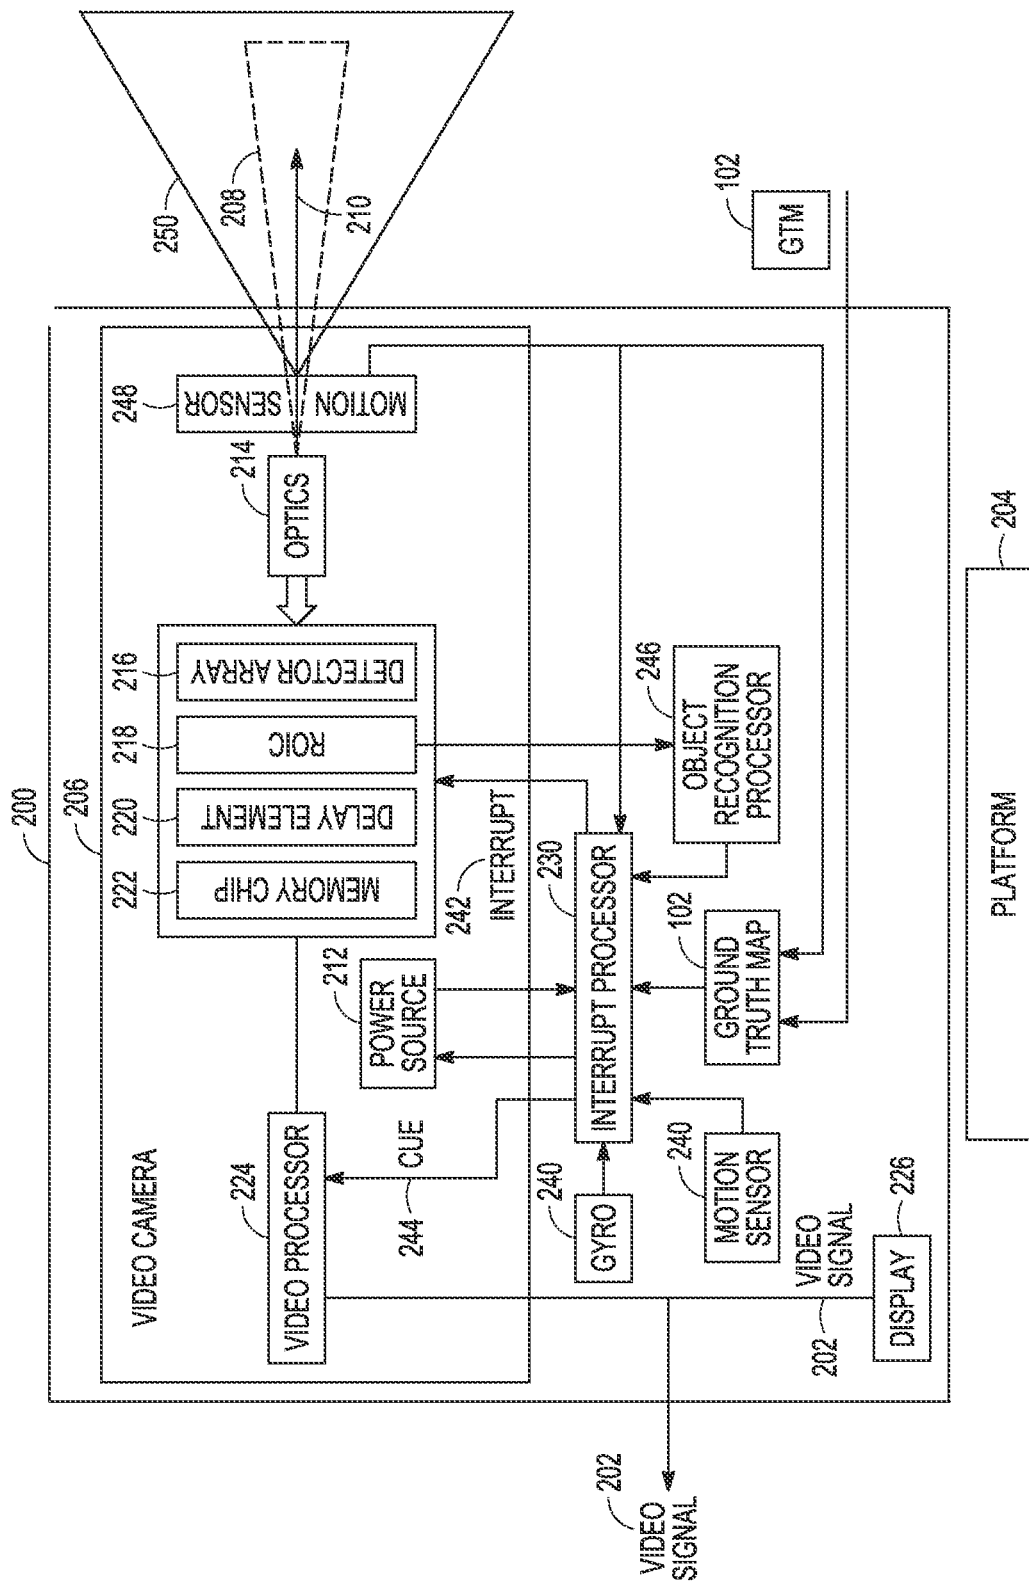 200
206
VIDEO CAMERA
224
VIDEO PROCESSOR
222
MEMORY CHIP
220
DELAY ELEMENT
218
ROIC
216
DETECTOR ARRAY
214
OPTICS
248
MOTION
SENSOR
250
208
210
212
POWER
SOURCE
244
CUE
242
INTERRUPT
230
INTERRUPT PROCESSOR
240
GYRO
240
MOTION
SENSOR
102
GROUND
TRUTH MAP
246
OBJECT
RECOGNITION
PROCESSOR
102
GTM
202
VIDEO
SIGNAL
202
VIDEO
SIGNAL
226
DISPLAY
204
PLATFORM